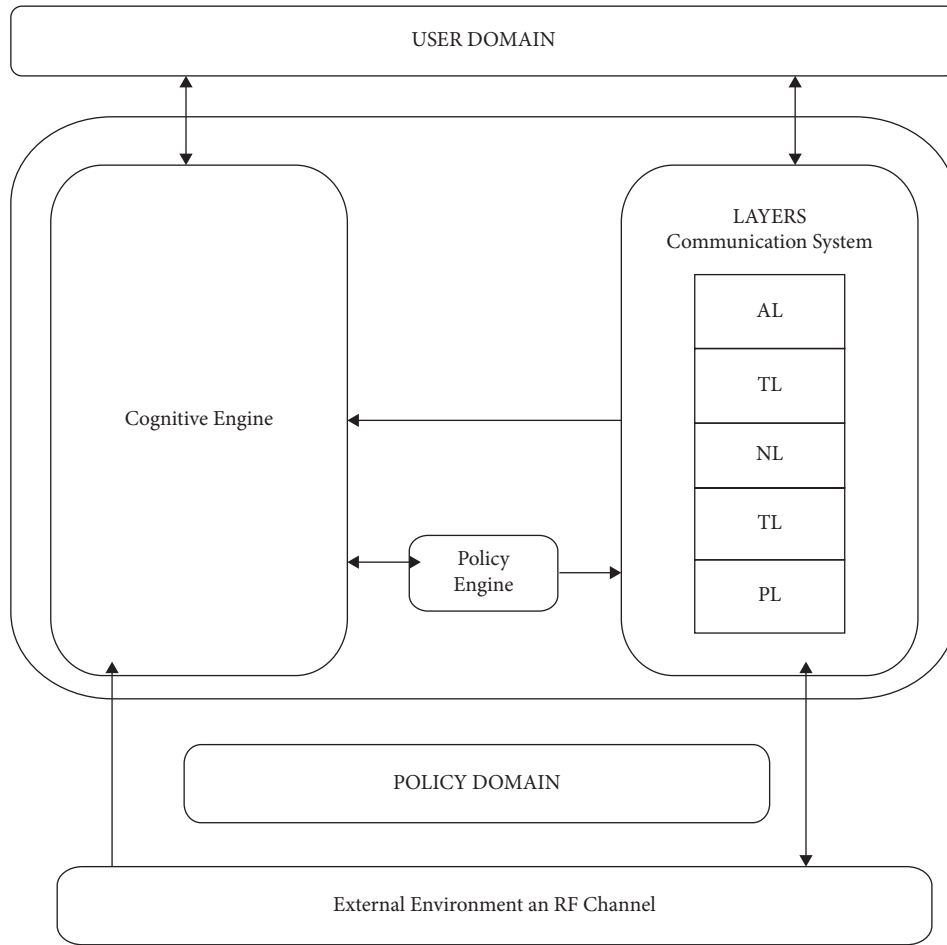 USER DOMAIN
LAYERS
Communication System
AL
TL
Cognitive Engine
NL
TL
Policy
Engine
PL
POLICY DOMAIN
External Environment an RF Channel